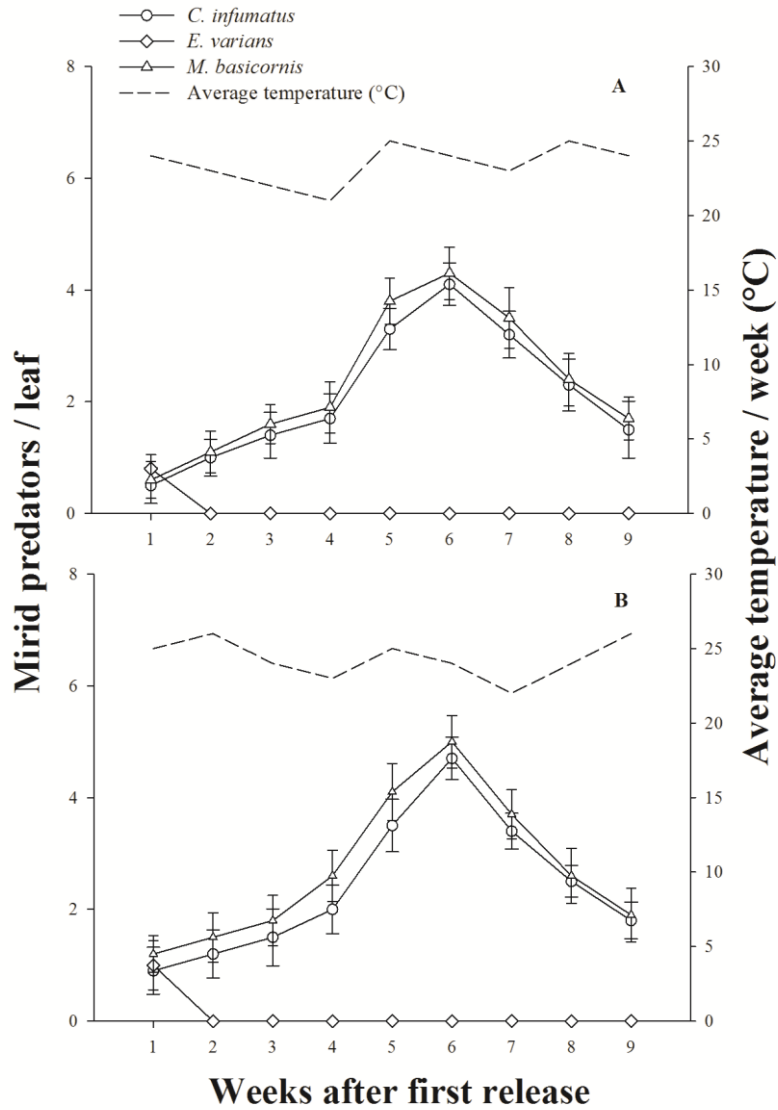 C. infumatus
E. varians
M. basicornis
Average temperature (°C)
A
8
6
4
2
0
30
25
20
15
10
5
0
1 2 3 4 5 6 7 8 9
B
8
6
4
2
0
30
25
20
15
10
5
0
1 2 3 4 5 6 7 8 9
Mirid predators / leaf
Average temperature / week (°C)
Weeks after first release